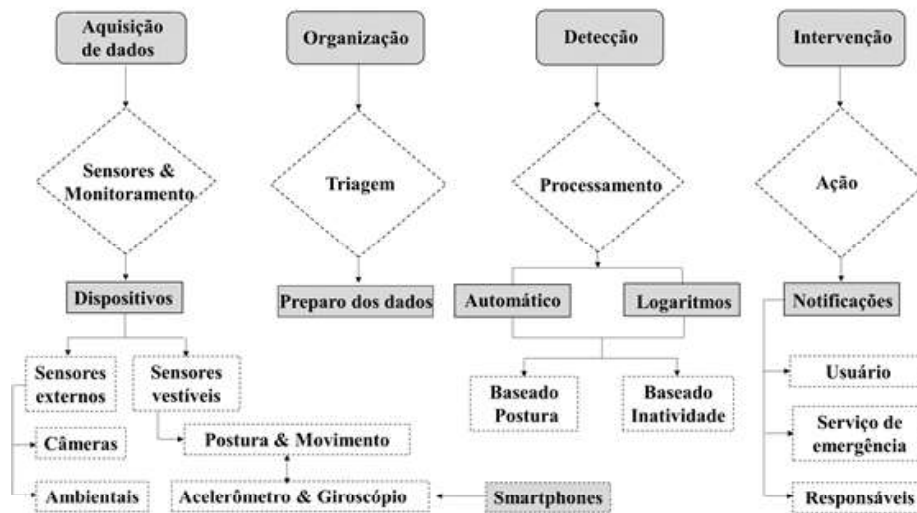 Aquisição
de dados
Organização
Detecção
Intervenção
Sensores &
Monitoramento
Triagem
Processamento
Ação
Dispositivos
Preparo dos dados
Automático
Logaritmos
Notificações
Sensores
externos
Sensores
vestíveis
Baseado
Postura
Baseado
Inatividade
Usuário
Câmeras
Postura & Movimento
Serviço de
emergência
Ambientais
Acelerômetro & Giroscópio
Smartphones
Responsáveis